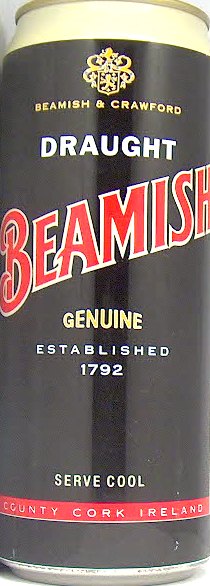 BEAMISH & CRAWFORD
DRAUGHT
BEAMISH
GENUINE
ESTABLISHED
1792
SERVE COOL
COUNTY CORK IRELAND